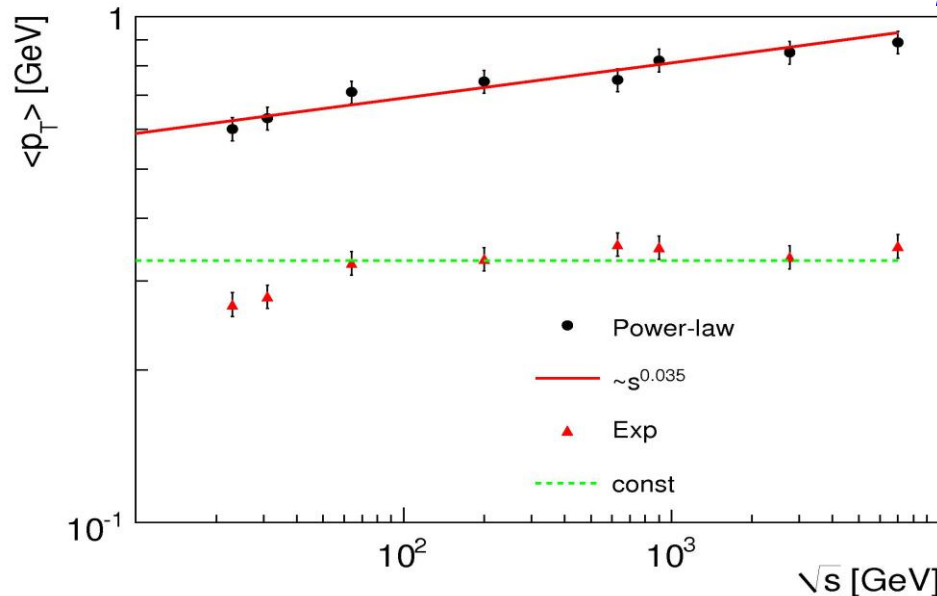 1
<p_T> [GeV]
Power-law
~s^0.035
Exp
const
10^-1
10^2
10^3
√s [GeV]